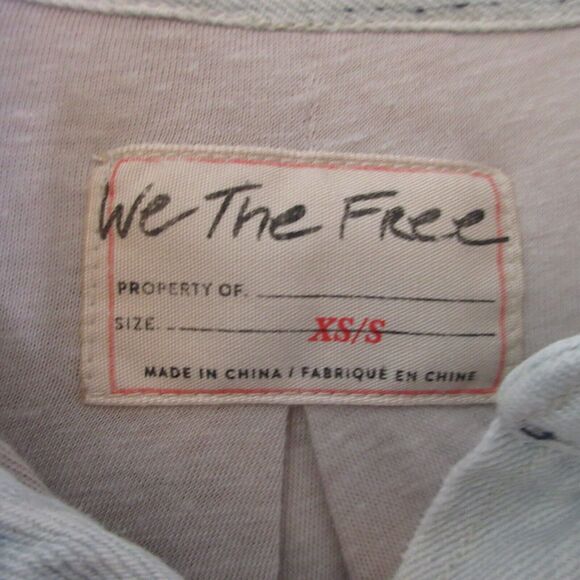 We The Free
PROPERTY OF.
SIZE. XS/S
MADE IN CHINA / FABRIQUÉ EN CHINE